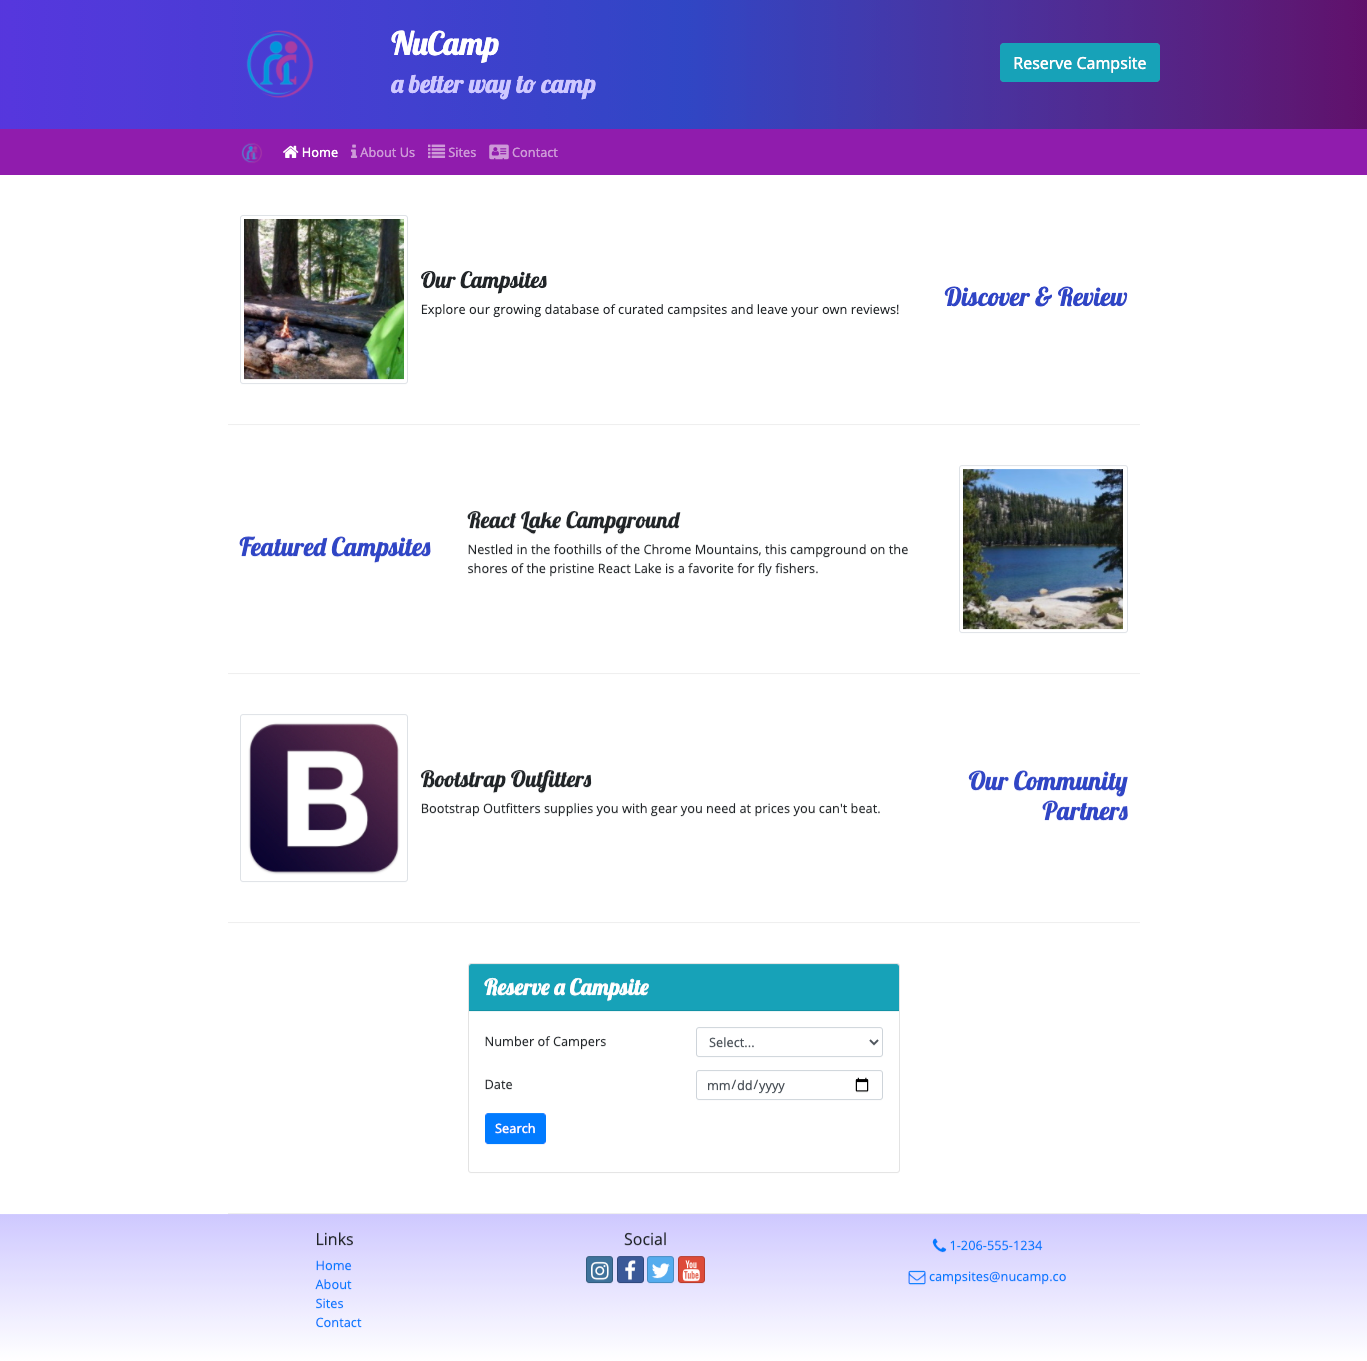 NuCamp
a better way to camp
Reserve Campsite
Home
About Us
Sites
Contact
Our Campsites
Explore our growing database of curated campsites and leave your own reviews!
Discover & Review
Featured Campsites
React Lake Campground
Nestled in the foothills of the Chrome Mountains, this campground on the
shores of the pristine React Lake is a favorite for fly fishers.
B
Bootstrap Outfitters
Bootstrap Outfitters supplies you with gear you need at prices you can't beat.
Our Community
Partners
Reserve a Campsite
Number of Campers
Select...
Date
mm/dd/yyyy
Search
Links
Home
About
Sites
Contact
Social
You
Tube
1-206-555-1234
campsites@nucamp.co